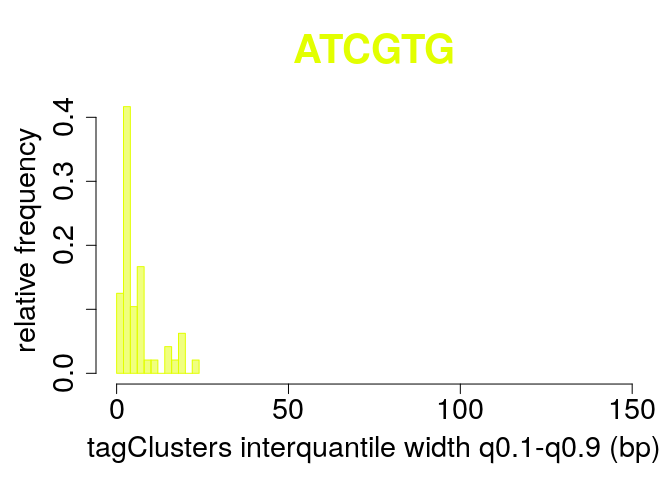 ATCGTG
relative frequency
0.4
0.3
0.2
0.0
0 50 100 150
tagClusters interquantile width q0.1-q0.9 (bp)